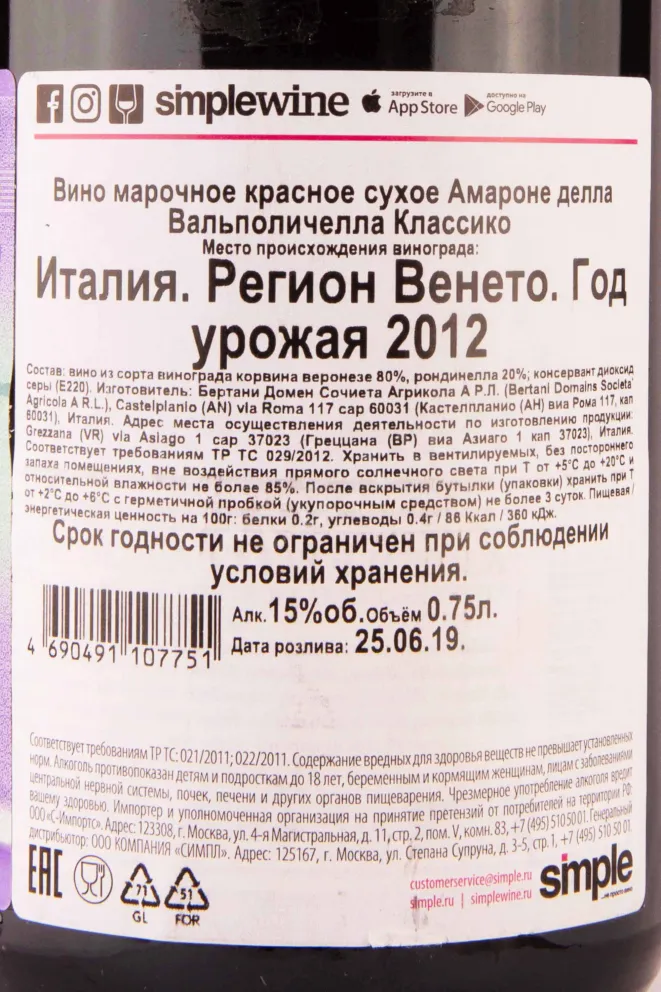 simplewine
загрузите в
App Store
доступно на
Google Play
Вино марочное красное сухое Амароне делла
Вальполичелла Классико
Место происхождения винограда:
Италия. Регион Венето. Год
урожая 2012
Состав: вино из сорта винограда корвина веронезе 80%, рондинелла 20%; консервант диоксид
серы (Е220). Изготовитель: Бертани Домен Сочиета Агрикола А Р.Л. (Bertani Domains Societa'
Agricola A R.L.), Castelplanio (AN) via Roma 117 cap 60031 (Кастелпланио (АН) виа Рома 117, кап
60031), Италия. Адрес места осуществления деятельности по изготовлению продукции:
Grezzana (VR) via Asiago 1 cap 37023 (Греццана (ВР) виа Азиаго 1 кап 37023), Италия.
Соответствует требованиям ТР ТС 029/2012. Хранить в вентилируемых, без постороннего
запаха помещениях, вне воздействия прямого солнечного света при Т от +5°C до +20°C и
относительной влажности не более 85%. После вскрытия бутылки (упаковки) хранить при Т
от +2°C до +6°C с герметичной пробкой (укупорочным средством) не более 3 суток. Пищевая /
энергетическая ценность на 100г: белки 0.2г, углеводы 0.4г / 86 Ккал / 360 кДж.
Срок годности не ограничен при соблюдении
условий хранения.
Алк. 15%об. Объём 0.75л.
Дата розлива: 25.06.19.
4 690491 107751
Соответствует требованиям ТР ТС: 021/2011; 022/2011. Содержание вредных для здоровья веществ не превышает установленных
норм. Алкоголь противопоказан детям и подросткам до 18 лет, беременным и кормящим женщинам, лицам с заболеваниями
центральной нервной системы, почек, печени и других органов пищеварения. Чрезмерное употребление алкоголя вредит
вашему здоровью. Импортер и уполномоченная организация на принятие претензий от потребителей на территории РФ:
ООО «С-Импортс». Адрес: 123308, г. Москва, ул. 4-я Магистральная, д. 11, стр. 2, пом. V, комн. 83, +7 (495) 510 50 01. Генеральный
дистрибьютор: ООО КОМПАНИЯ «СИМПЛ». Адрес: 125167, г. Москва, ул. Степана Супруна, д. 3-5, стр. 1, +7 (495) 510 50 01.
EAC
71
GL
51
FOR
customerservice@simple.ru
simple.ru | simplewine.ru
simple
...не просто вино